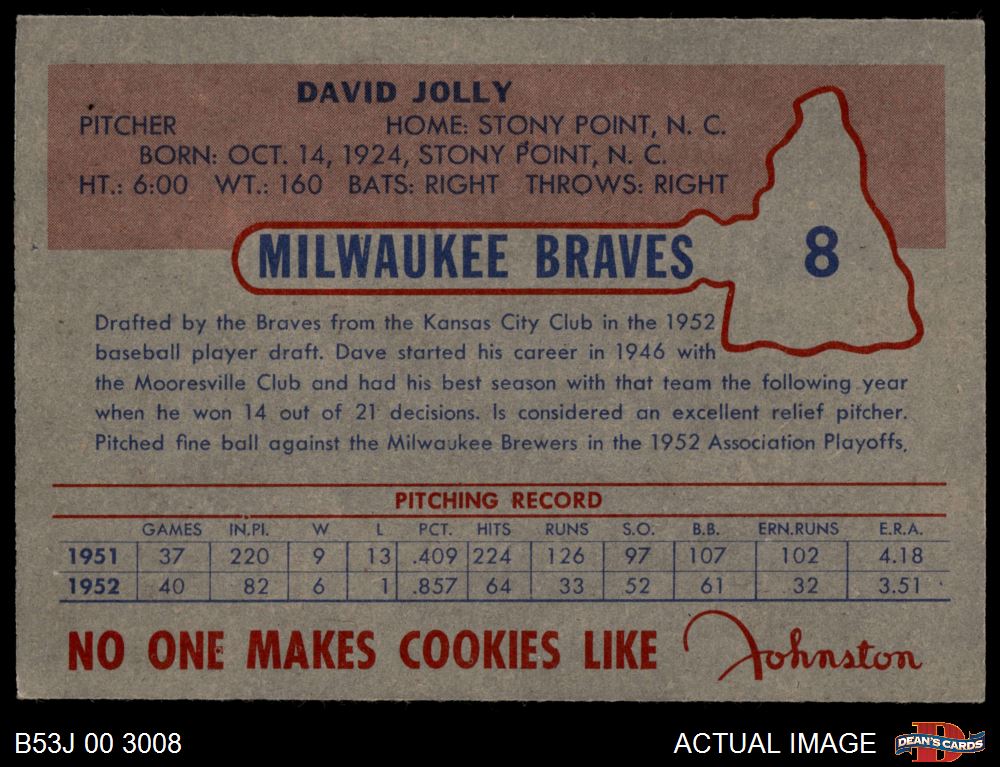 DAVID JOLLY
PITCHER HOME: STONY POINT, N. C.
BORN: OCT. 14, 1924, STONY POINT, N. C.
HT.: 6:00 WT.: 160 BATS: RIGHT THROWS: RIGHT
MILWAUKEE BRAVES 8
Drafted by the Braves from the Kansas City Club in the 1952
baseball player draft. Dave started his career in 1946 with
the Mooresville Club and had his best season with that team the following year
when he won 14 out of 21 decisions. Is considered an excellent relief pitcher.
Pitched fine ball against the Milwaukee Brewers in the 1952 Association Playoffs,
PITCHING RECORD
GAMES IN.PI. W L PCT. HITS RUNS S.O. B.B. ERN.RUNS E.R.A.
1951 37 220 9 13 .409 224 126 97 107 102 4.18
1952 40 82 6 1 .857 64 33 52 61 32 3.51
NO ONE MAKES COOKIES LIKE Johnston
B53J 00 3008 ACTUAL IMAGE DEAN'S CARDS